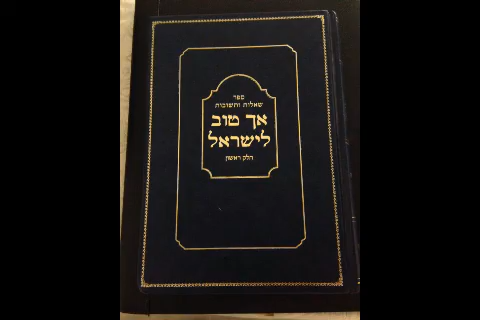 ספר
שאלות ותשובות
אך טוב
לישראל
חלק ראשון